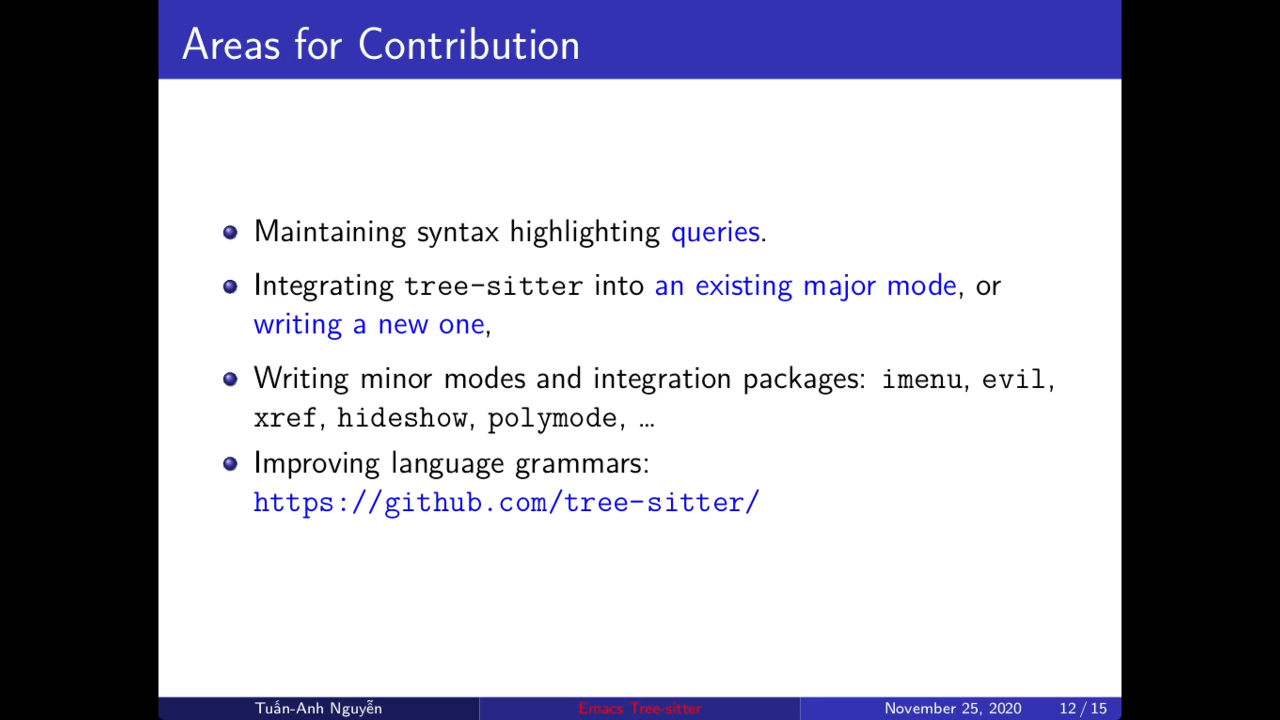 Areas for Contribution
Maintaining syntax highlighting queries.
Integrating tree-sitter into an existing major mode, or
writing a new one,
Writing minor modes and integration packages: imenu, evil,
xref, hideshow, polymode, …
Improving language grammars:
https://github.com/tree-sitter/
Tuấn-Anh Nguyễn Emacs Tree-sitter November 25, 2020 12 / 15